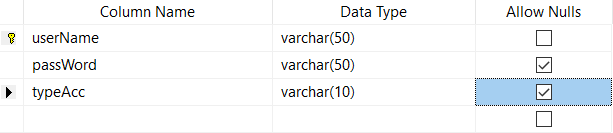 Column Name Data Type Allow Nulls
userName varchar(50)
passWord varchar(50)
typeAcc varchar(10)